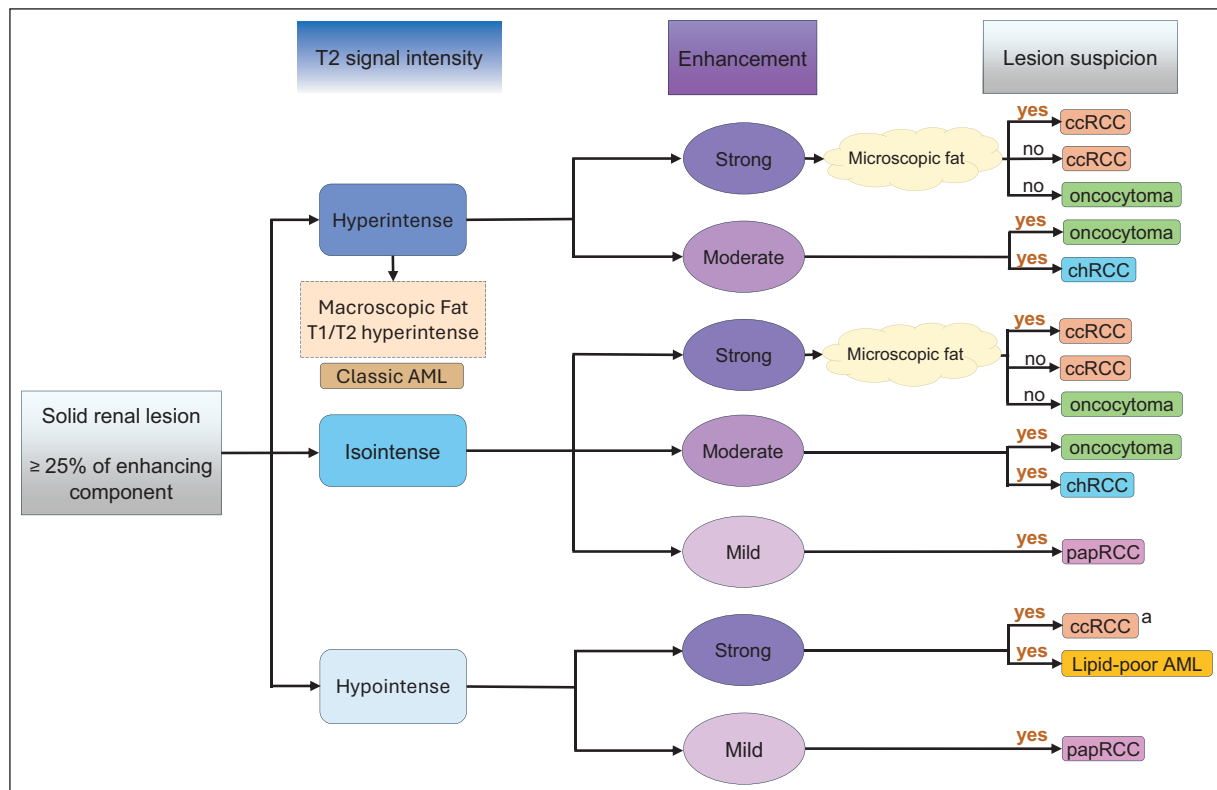 T2 signal intensity
Enhancement
Lesion suspicion
Solid renal lesion
≥ 25% of enhancing
component
Hyperintense
Macroscopic Fat
T1/T2 hyperintense
Classic AML
Strong
Microscopic fat
yes
ccRCC
no
ccRCC
no
oncocytoma
Moderate
yes
oncocytoma
yes
chRCC
Isointense
Strong
Microscopic fat
yes
ccRCC
no
ccRCC
no
oncocytoma
Moderate
yes
oncocytoma
yes
chRCC
Mild
yes
papRCC
Hypointense
Strong
yes
ccRCC a
yes
Lipid-poor AML
Mild
yes
papRCC